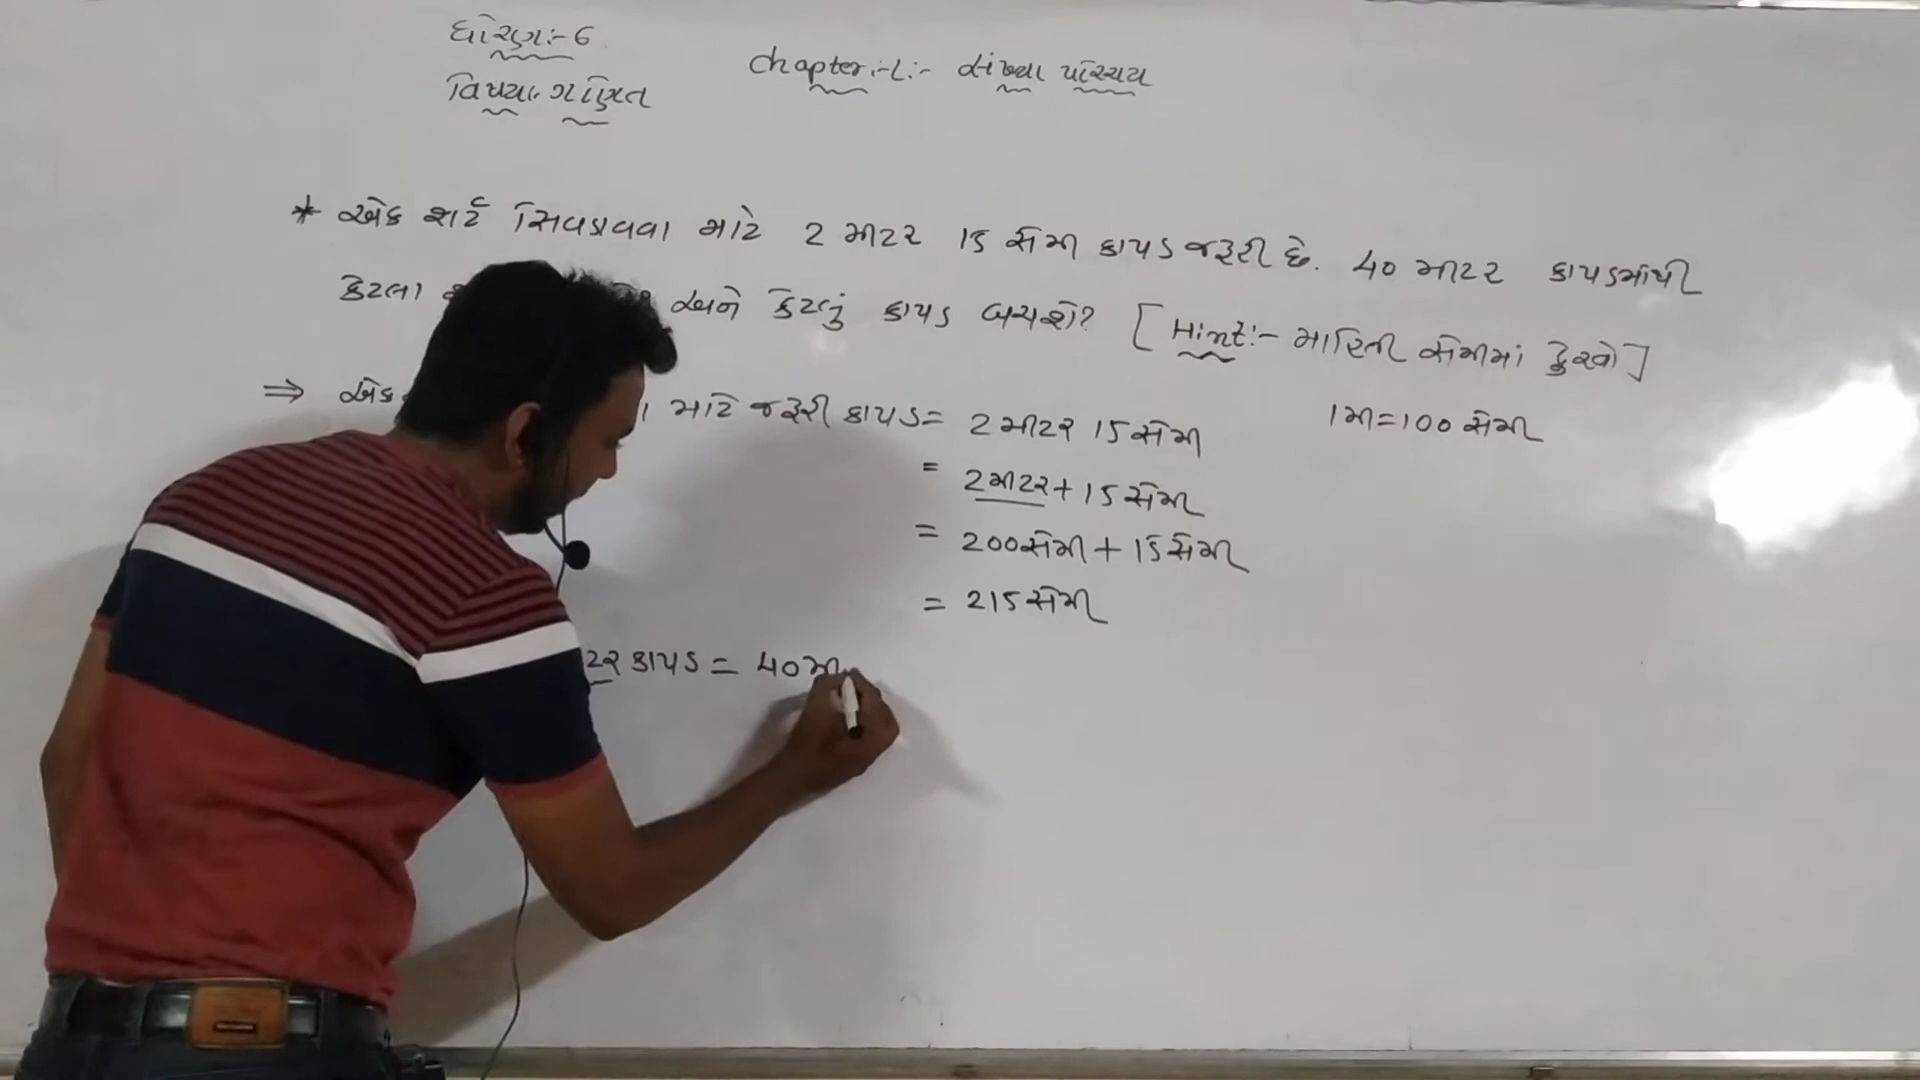 ધોરણ:- 6
વિષય:- ગણિત
Chapter:-1:- સંખ્યા પરિચય
* એક શર્ટ સિવડાવવા માટે 2 મીટર 15 સેમી કાપડ જરૂરી છે. 40 મીટર કાપડમાંથી
કેટલા અને કેટલું કાપડ બચશે? [Hint:- માહિતી સેમીમાં ફેરવો]
⇒ એક માટે જરૂરી કાપડ = 2 મીટર 15 સેમી
1 મી = 100 સેમી
= 2 મીટર + 15 સેમી
= 200 સેમી + 15 સેમી
= 215 સેમી
કાપડ = 40 મી